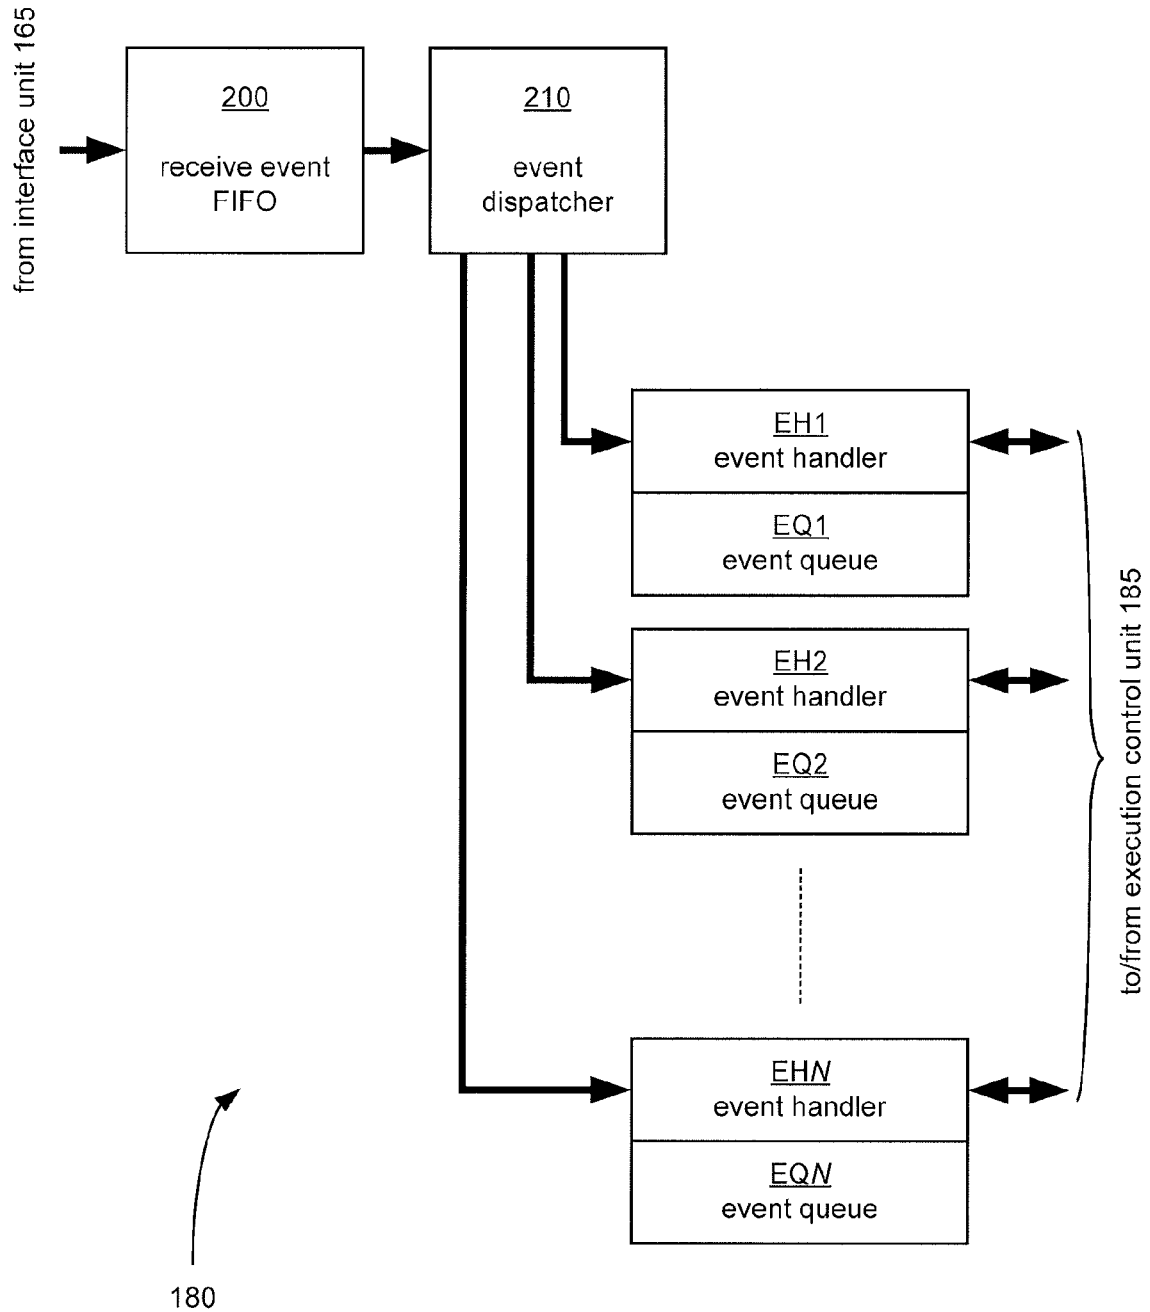 from interface unit 165
200
receive event
FIFO
210
event
dispatcher
EH1
event handler
EQ1
event queue
EH2
event handler
EQ2
event queue
EHN
event handler
EQN
event queue
to/from execution control unit 185
180